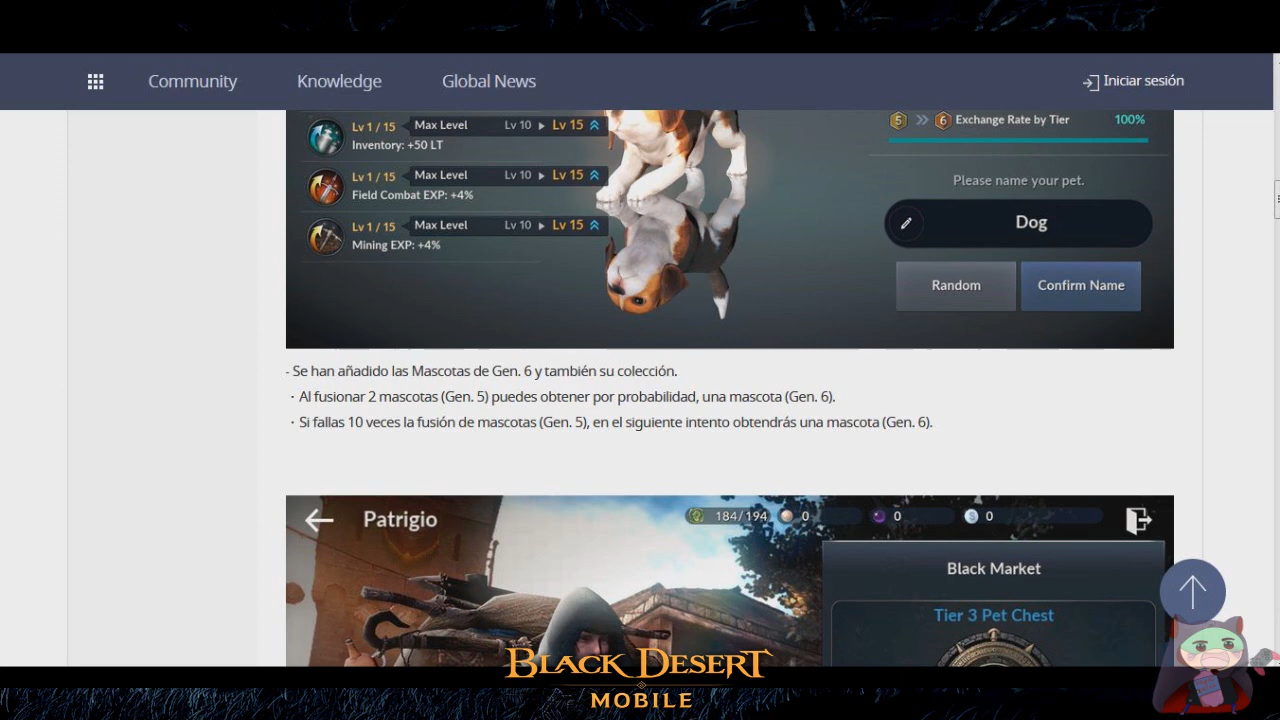 Community Knowledge Global News Iniciar sesión
Lv 1 / 15 Max Level Lv 10 Lv 15
Inventory: +50 LT
Lv 1 / 15 Max Level Lv 10 Lv 15
Field Combat EXP: +4%
Lv 1 / 15 Max Level Lv 10 Lv 15
Mining EXP: +4%
5 6 Exchange Rate by Tier 100%
Please name your pet.
Dog
Random Confirm Name
- Se han añadido las Mascotas de Gen. 6 y también su colección.
· Al fusionar 2 mascotas (Gen. 5) puedes obtener por probabilidad, una mascota (Gen. 6).
· Si fallas 10 veces la fusión de mascotas (Gen. 5), en el siguiente intento obtendrás una mascota (Gen. 6).
Patrigio 184/194 0 0 0
Black Market
Tier 3 Pet Chest
BLACK DESERT
MOBILE